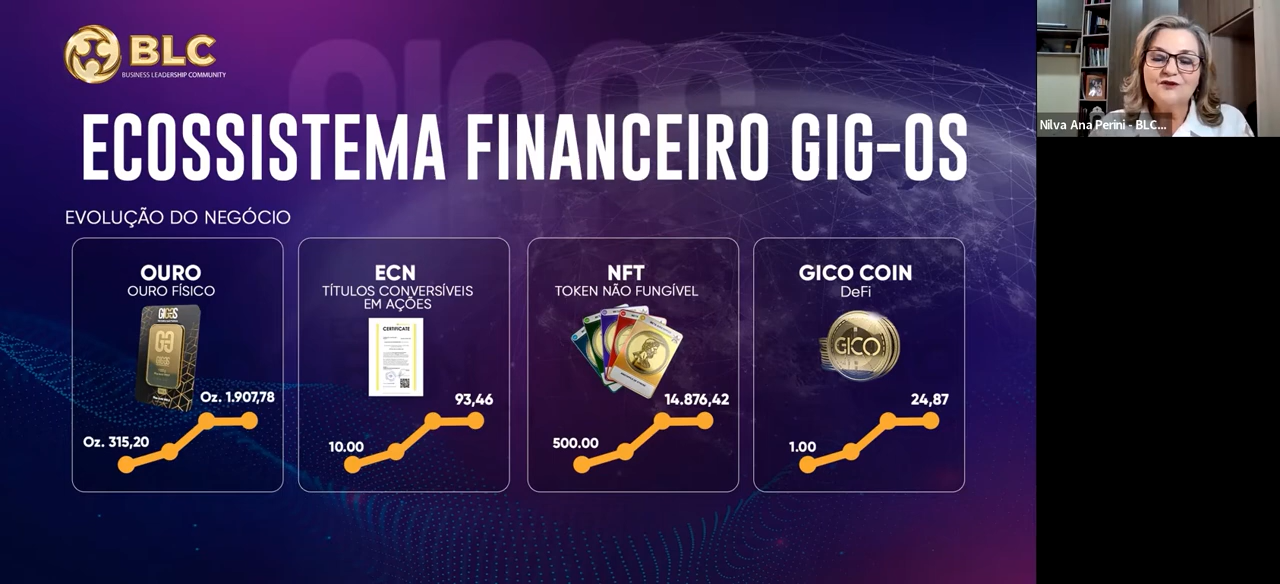 BLC
BUSINESS LEADERSHIP COMMUNITY
ECOSSISTEMA FINANCEIRO GIG-OS
EVOLUÇÃO DO NEGÓCIO
OURO
OURO FÍSICO
Oz. 315,20
Oz. 1.907,78
ECN
TÍTULOS CONVERSÍVEIS
EM AÇÕES
CERTIFICATE
10.00
93,46
NFT
TOKEN NÃO FUNGÍVEL
500.00
14.876,42
GICO COIN
DeFi
GICO
1.00
24,87
Nilva Ana Perini - BLC...